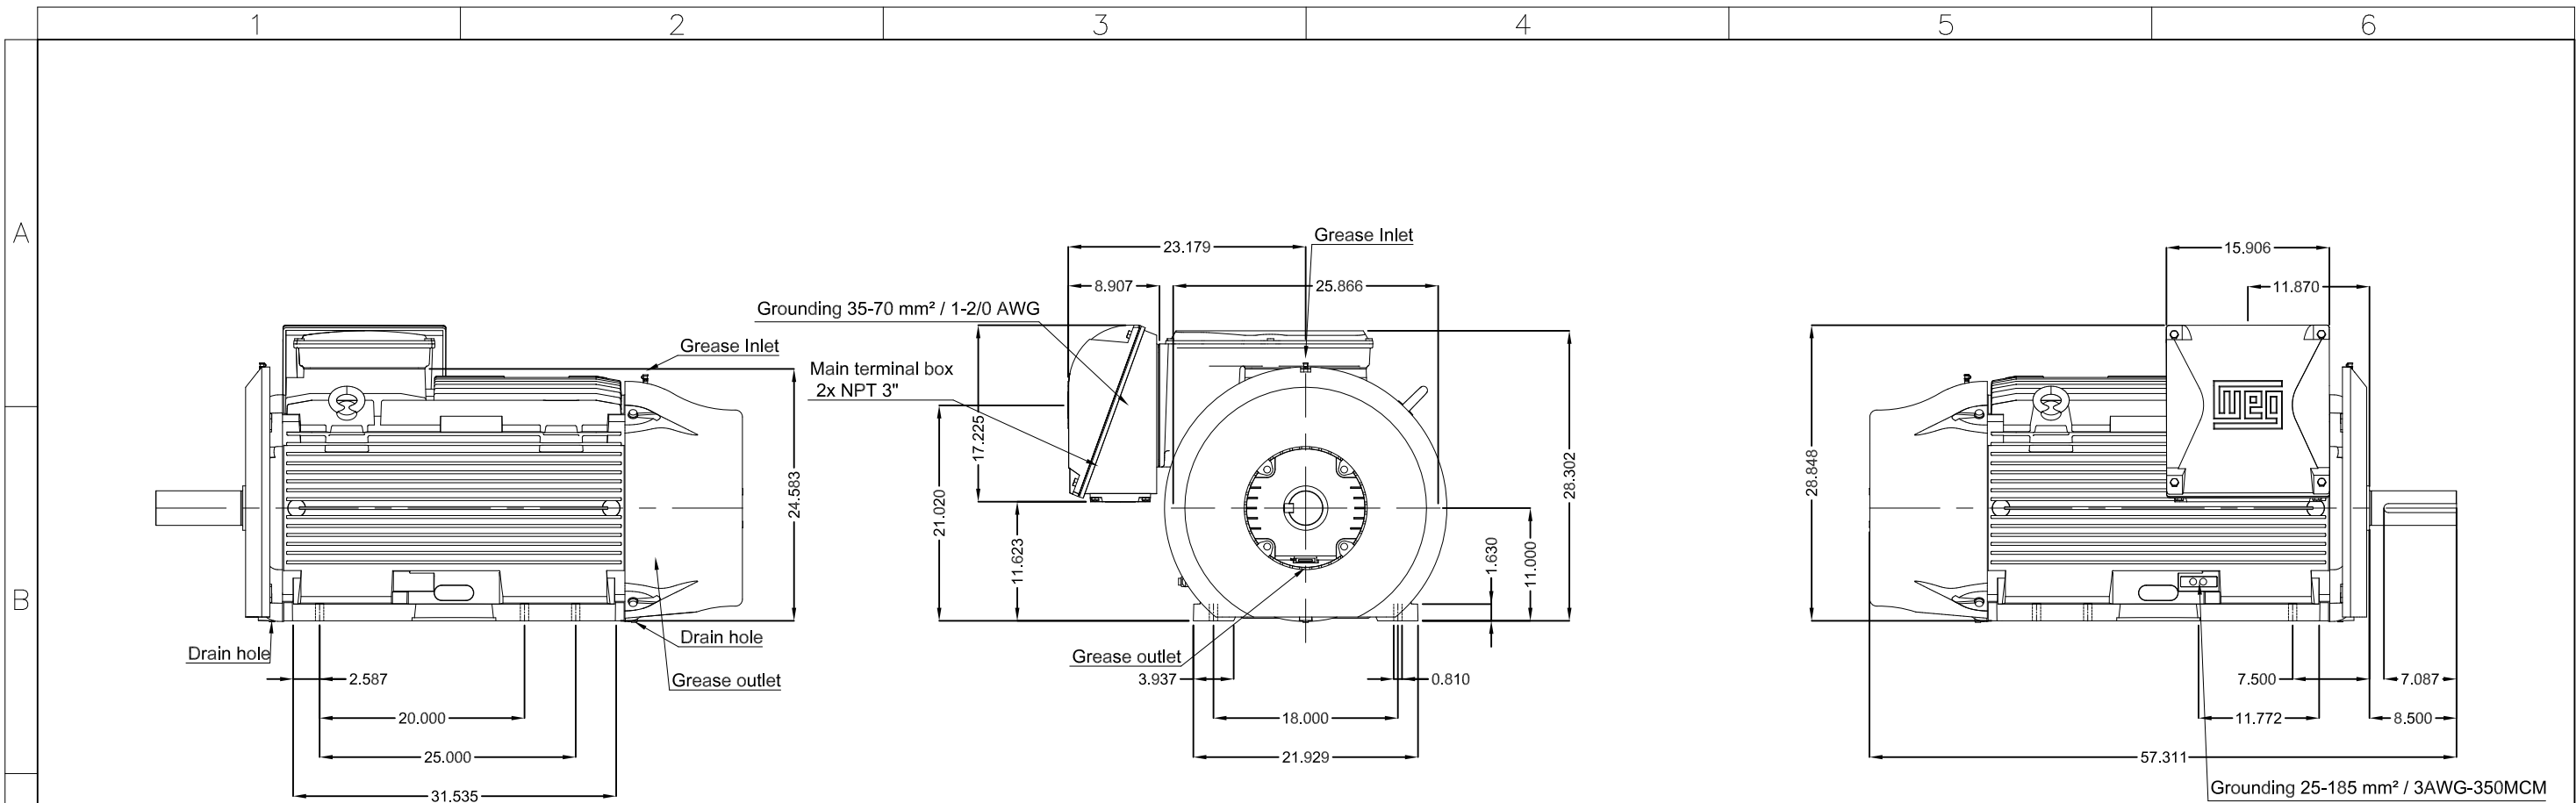 1 2 3 4 5 6
A
B
Grease Inlet
24.583
Drain hole
Drain hole
Grease outlet
2.587
20.000
25.000
31.535
23.179
Grease Inlet
8.907
25.866
Grounding 35-70 mm² / 1-2/0 AWG
Main terminal box
2x NPT 3"
17.225
21.020
11.623
28.302
1.630
11.000
Grease outlet
3.937
0.810
18.000
21.929
15.906
11.870
28.848
weg
7.500
7.087
11.772
8.500
57.311
Grounding 25-185 mm² / 3AWG-350MCM